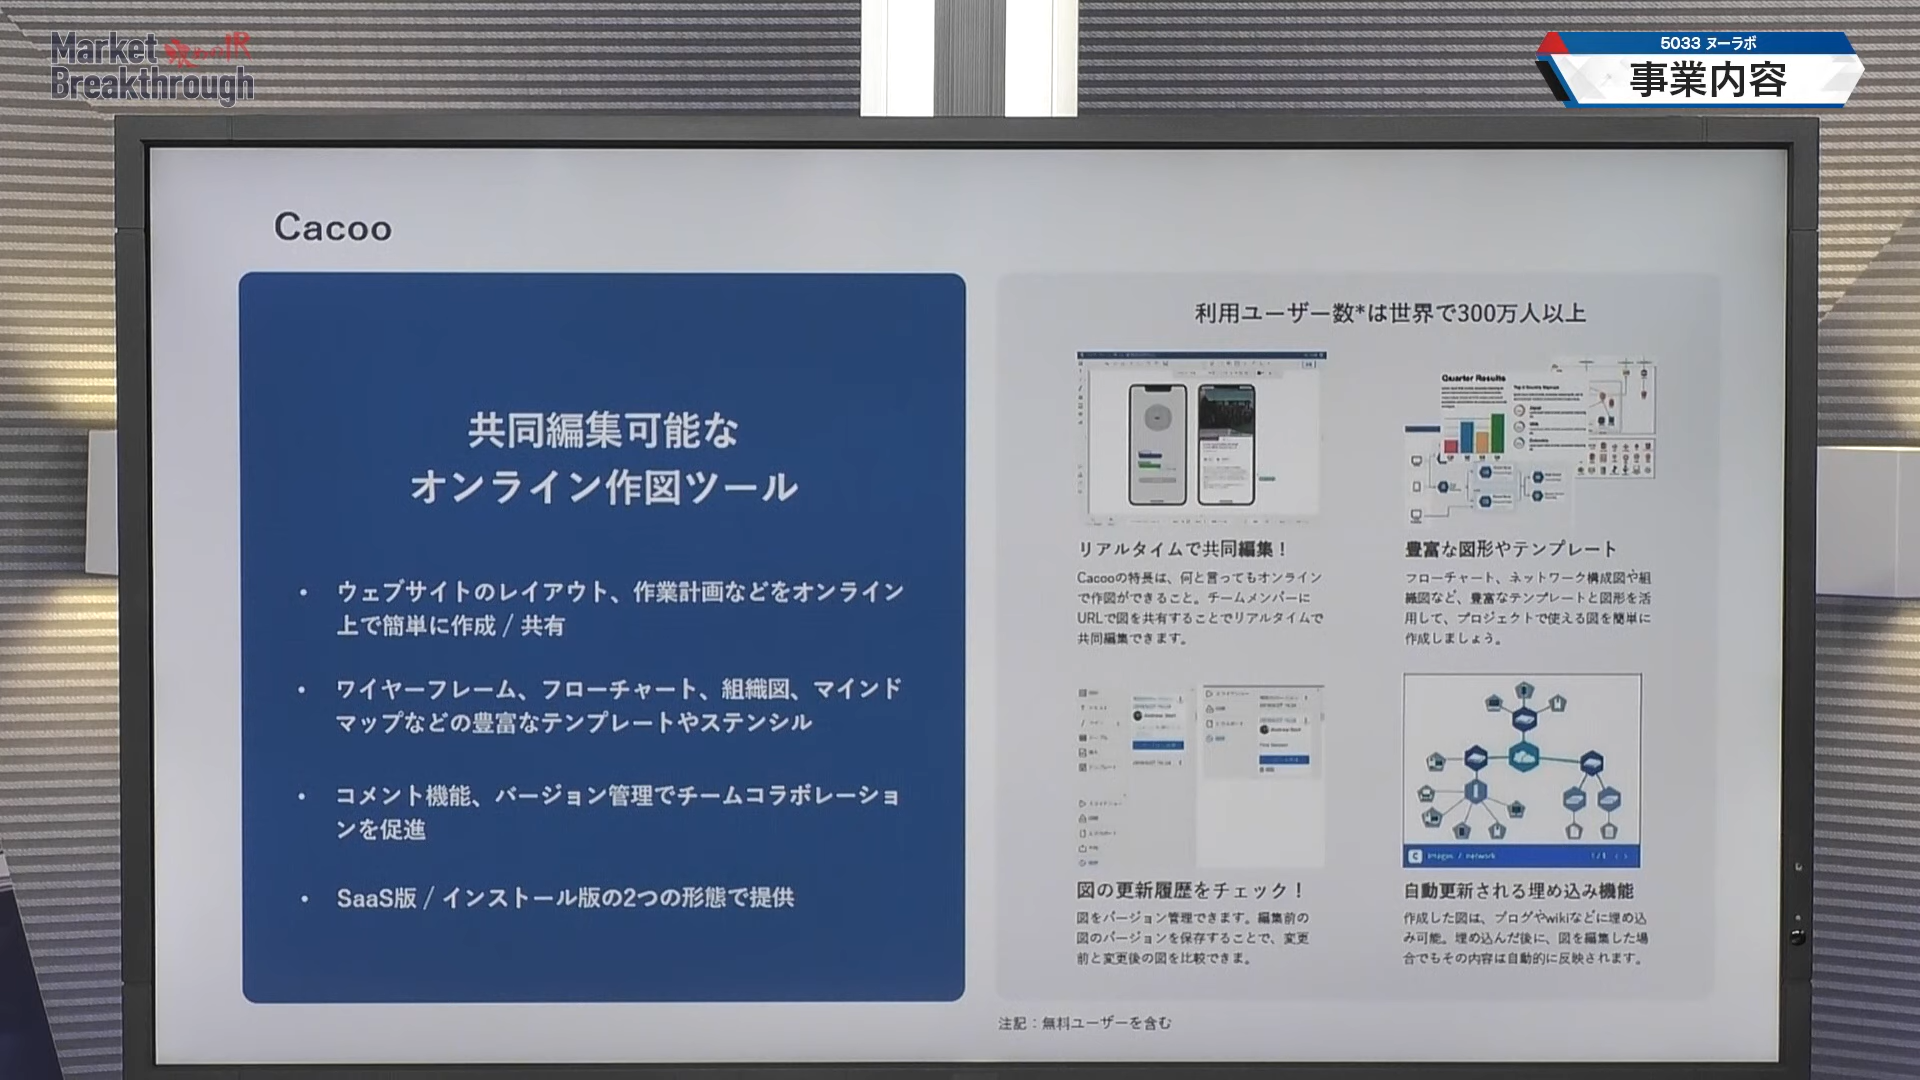 Market 攻めのIR
Breakthrough
5033 ヌーラボ
事業内容
Cacoo
共同編集可能な
オンライン作図ツール
• ウェブサイトのレイアウト、作業計画などをオンライン
上で簡単に作成 / 共有
• ワイヤーフレーム、フローチャート、組織図、マインド
マップなどの豊富なテンプレートやステンシル
• コメント機能、バージョン管理でチームコラボレーショ
ンを促進
• SaaS版 / インストール版の2つの形態で提供
利用ユーザー数*は世界で300万人以上
リアルタイムで共同編集！
Cacooの特長は、何と言ってもオンライン
で作図ができること。チームメンバーに
URLで図を共有することでリアルタイムで
共同編集できます。
Quarter Results
豊富な図形やテンプレート
フローチャート、ネットワーク構成図や組
織図など、豊富なテンプレートと図形を活
用して、プロジェクトで使える図を簡単に
作成しましょう。
図の更新履歴をチェック！
図をバージョン管理できます。編集前の
図のバージョンを保存することで、変更
前と変更後の図を比較できま。
images / network
自動更新される埋め込み機能
作成した図は、ブログやwikiなどに埋め込
み可能。埋め込んだ後に、図を編集した場
合でもその内容は自動的に反映されます。
注記：無料ユーザーを含む